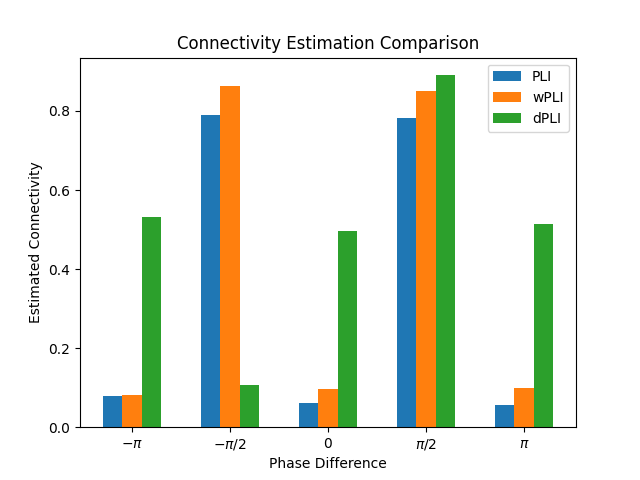 Connectivity Estimation Comparison
PLI
wPLI
dPLI
Estimated Connectivity
0.8
0.6
0.4
0.2
0.0
−π
−π/2
0
π/2
π
Phase Difference